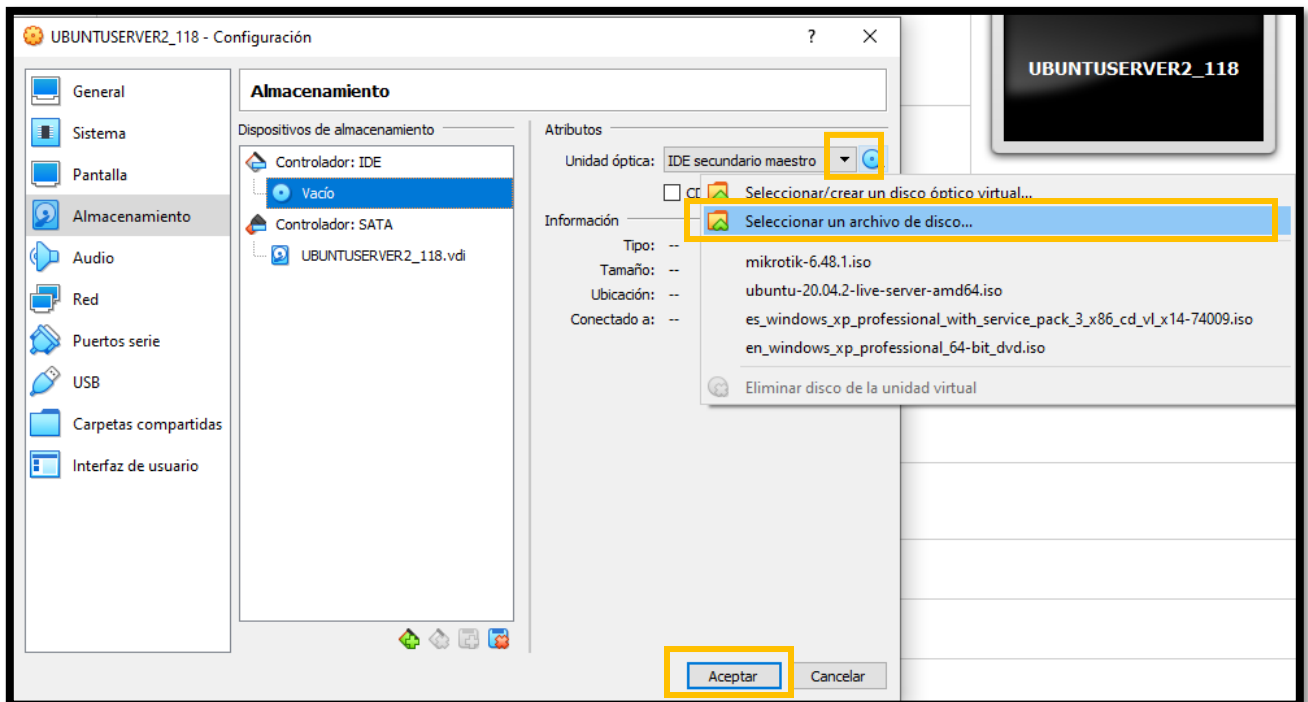 UBUNTUSERVER2_118 - Configuración
?
UBUNTUSERVER2_118
General
Sistema
Pantalla
Almacenamiento
Audio
Red
Puertos serie
USB
Carpetas compartidas
Interfaz de usuario
Almacenamiento
Dispositivos de almacenamiento
Controlador: IDE
Vacío
Controlador: SATA
UBUNTUSERVER2_118.vdi
Atributos
Unidad óptica: IDE secundario maestro
Información
Tipo: --
Tamaño: --
Ubicación: --
Conectado a: --
Seleccionar/crear un disco óptico virtual...
Seleccionar un archivo de disco...
mikrotik-6.48.1.iso
ubuntu-20.04.2-live-server-amd64.iso
es_windows_xp_professional_with_service_pack_3_x86_cd_vl_x14-74009.iso
en_windows_xp_professional_64-bit_dvd.iso
Eliminar disco de la unidad virtual
Aceptar
Cancelar